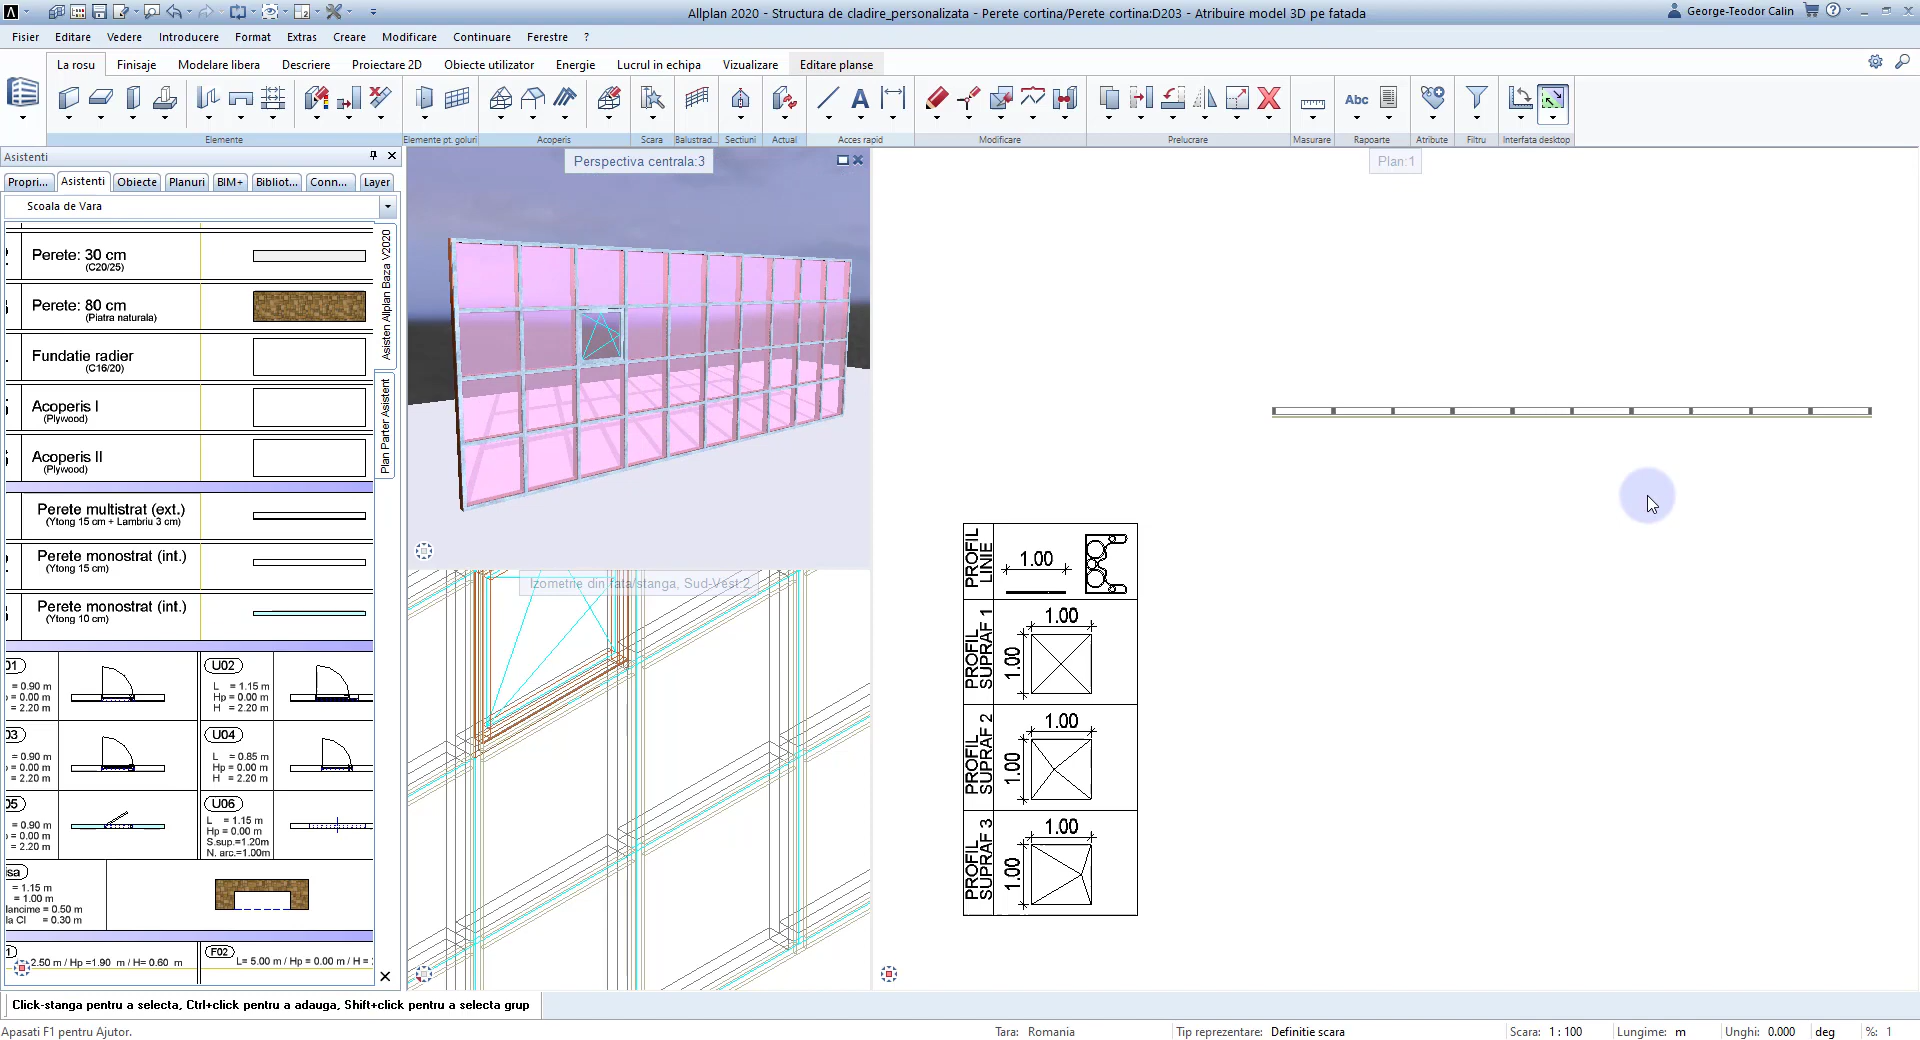 Allplan 2020 - Structura de cladire_personalizata - Perete cortina/Perete cortina:D203 - Atribuire model 3D pe fatada
George-Teodor Calin
Fisier Editare Vedere Introducere Format Extras Creare Modificare Continuare Ferestre ?
La rosu Finisaje Modelare libera Descriere Proiectare 2D Obiecte utilizator Energie Lucrul in echipa Vizualizare Editare planse
Abc
Elemente Elemente pt. goluri Acoperis Scara Balustrad... Sectiuni Actual Acces rapid Modificare Prelucrare Masurare Rapoarte Atribute Filtru Interfata desktop
Asistenti
Propri... Asistenti Obiecte Planuri BIM+ Bibliot... Conn... Layer
Scoala de Vara
Asisten Allplan Baza V2020
Plan Parter Asistent
Perete: 30 cm
(C20/25)
Perete: 80 cm
(Piatra naturala)
Fundatie radier
(C16/20)
Acoperis I
(Plywood)
Acoperis II
(Plywood)
Perete multistrat (ext.)
(Ytong 15 cm + Lambriu 3 cm)
Perete monostrat (int.)
(Ytong 15 cm)
Perete monostrat (int.)
(Ytong 10 cm)
01
= 0.90 m
= 0.00 m
= 2.20 m
U02
L = 1.15 m
Hp = 0.00 m
H = 2.20 m
03
= 0.90 m
= 0.00 m
= 2.20 m
U04
L = 0.85 m
Hp = 0.00 m
H = 2.20 m
05
= 0.90 m
= 0.00 m
= 2.20 m
U06
L = 1.15 m
Hp = 0.00 m
S.sup.=1.20m
N. arc.=1.00m
sa
= 1.15 m
= 1.00 m
lancime = 0.50 m
la CI = 0.30 m
2.50 m / Hp =1.90 m / H= 0.60 m
F02
L= 5.00 m / Hp = 0.00 m / H =
Perspectiva centrala:3
Izometrie din fata/stanga, Sud-Vest:2
Plan:1
PROFIL LINIE
1.00
PROFIL SUPRAF 1
1.00
1.00
PROFIL SUPRAF 2
1.00
1.00
PROFIL SUPRAF 3
1.00
1.00
Click-stanga pentru a selecta, Ctrl+click pentru a adauga, Shift+click pentru a selecta grup
Apasati F1 pentru Ajutor.
Tara: Romania Tip reprezentare: Definitie scara Scara: 1 : 100 Lungime: m Unghi: 0.000 deg %: 1